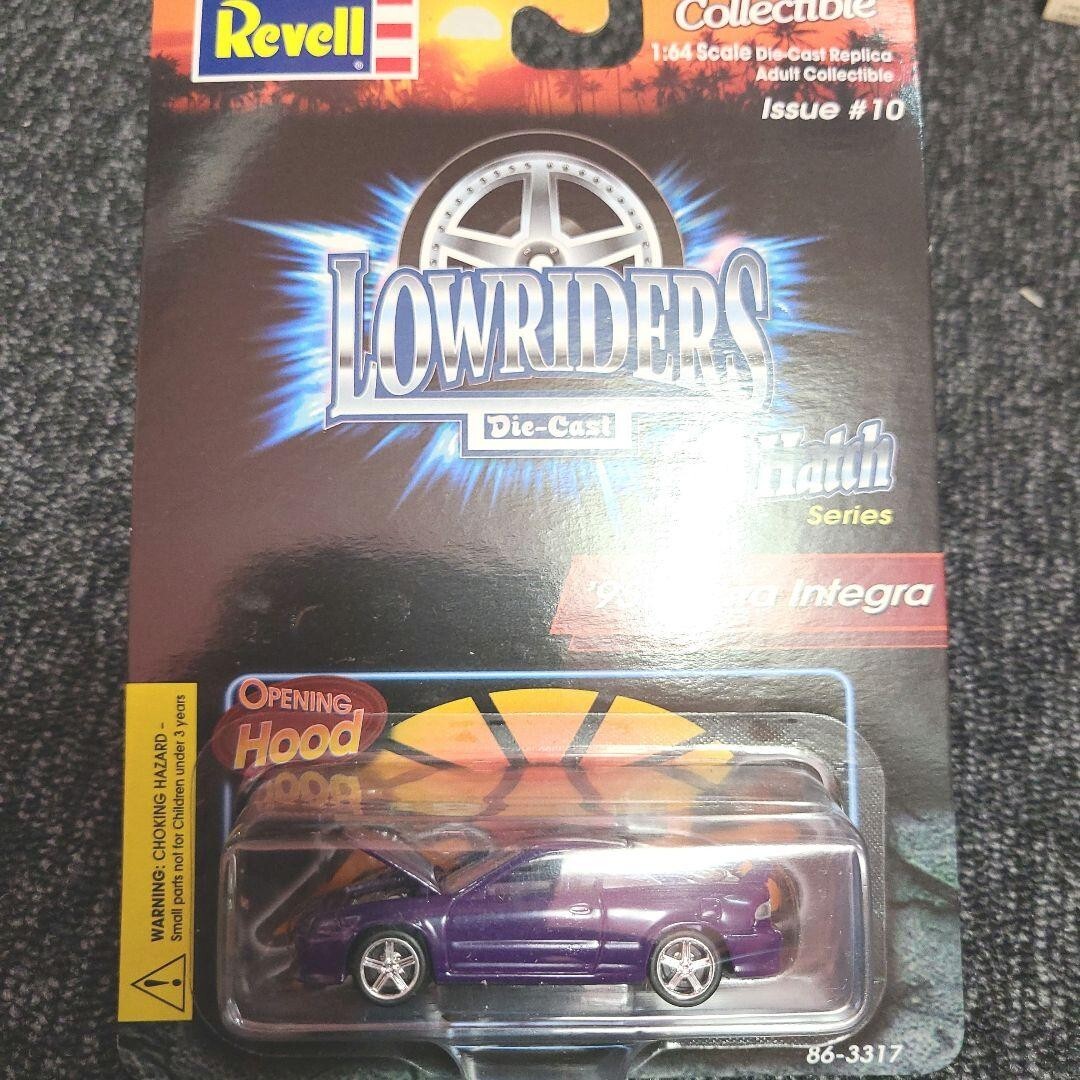 Revell
®
Collectible
1:64 Scale Die-Cast Replica
Adult Collectible
Issue #10
LOWRIDERS
Die-Cast
Hatch
Series
Integra
OPENING
Hood
WARNING: CHOKING HAZARD -
Small parts not for Children under 3 years
86-3317